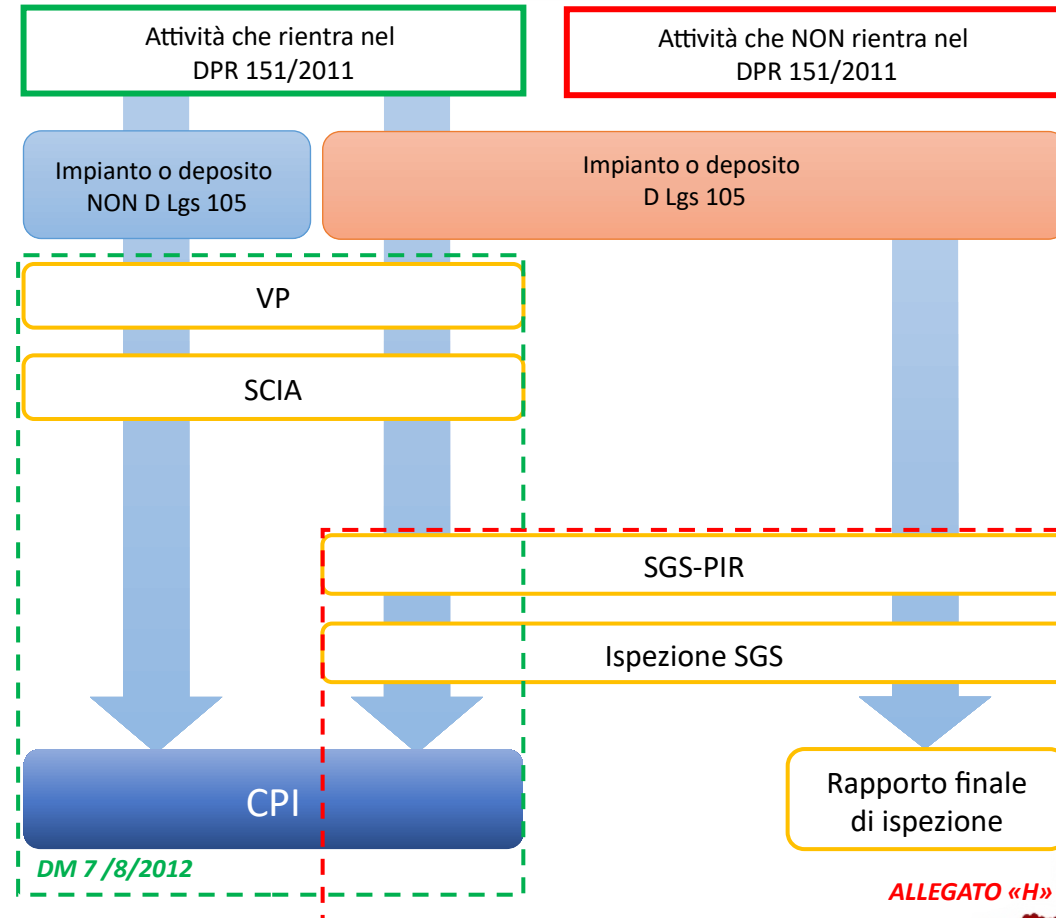 Attività che rientra nel
DPR 151/2011
Attività che NON rientra nel
DPR 151/2011
Impianto o deposito
NON D Lgs 105
Impianto o deposito
D Lgs 105
VP
SCIA
SGS-PIR
Ispezione SGS
CPI
Rapporto finale
di ispezione
DM 7 /8/2012
ALLEGATO «H»